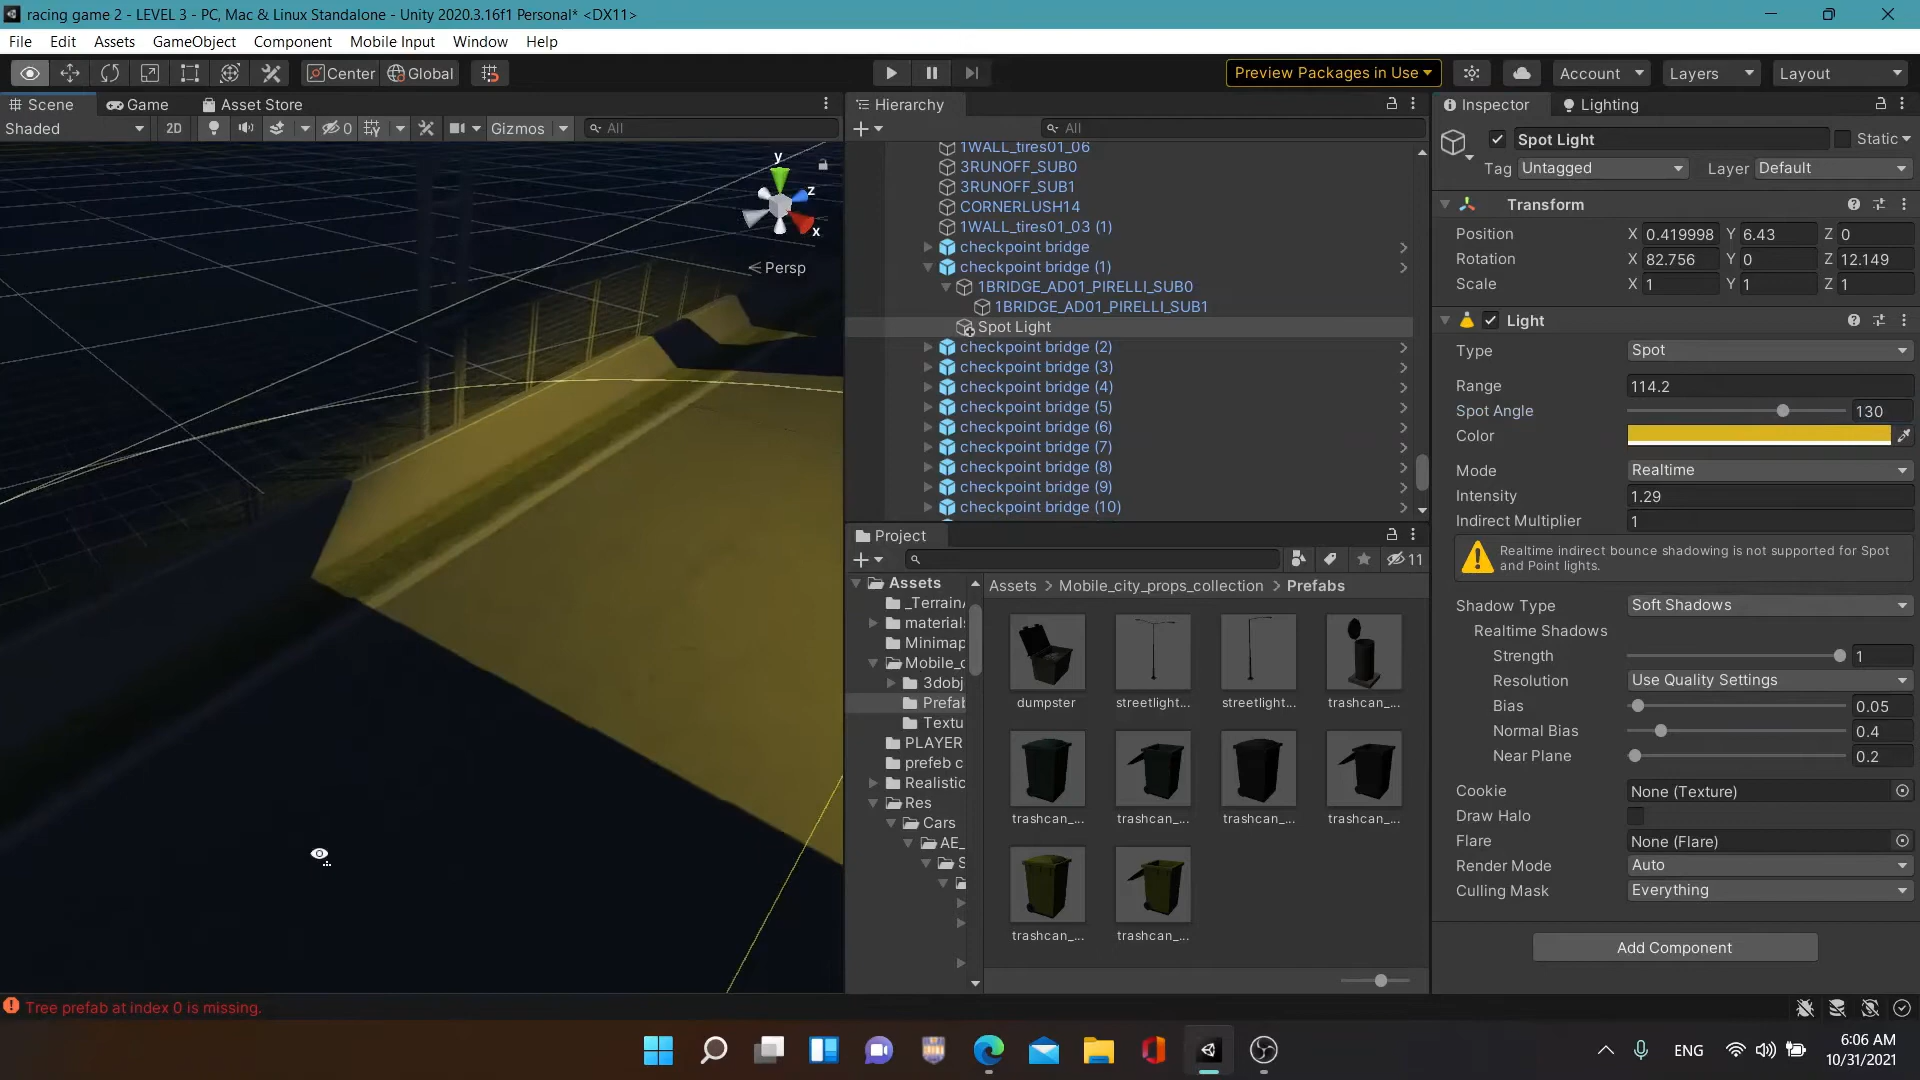 racing game 2 - LEVEL 3 - PC, Mac & Linux Standalone - Unity 2020.3.16f1 Personal* <DX11>
File Edit Assets GameObject Component Mobile Input Window Help
Center Global Preview Packages in Use Account Layers Layout
Scene Game Asset Store
Shaded 2D 0 Gizmos All
y
z
x
Persp
Hierarchy
All
1WALL_tires01_06
3RUNOFF_SUB0
3RUNOFF_SUB1
CORNERLUSH14
1WALL_tires01_03 (1)
checkpoint bridge
checkpoint bridge (1)
1BRIDGE_AD01_PIRELLI_SUB0
1BRIDGE_AD01_PIRELLI_SUB1
Spot Light
checkpoint bridge (2)
checkpoint bridge (3)
checkpoint bridge (4)
checkpoint bridge (5)
checkpoint bridge (6)
checkpoint bridge (7)
checkpoint bridge (8)
checkpoint bridge (9)
checkpoint bridge (10)
Project
11
Assets
_Terrain
material
Minimap
Mobile_c
3dobj
Prefab
Textu
PLAYER
prefeb c
Realistic
Res
Cars
AE_
S
Assets > Mobile_city_props_collection > Prefabs
dumpster streetlight... streetlight... trashcan_...
trashcan_... trashcan_... trashcan_... trashcan_...
trashcan_... trashcan_...
Inspector Lighting
Spot Light Static
Tag Untagged Layer Default
Transform
Position X 0.419998 Y 6.43 Z 0
Rotation X 82.756 Y 0 Z 12.149
Scale X 1 Y 1 Z 1
Light
Type Spot
Range 114.2
Spot Angle 130
Color
Mode Realtime
Intensity 1.29
Indirect Multiplier 1
Realtime indirect bounce shadowing is not supported for Spot
and Point lights.
Shadow Type Soft Shadows
Realtime Shadows
Strength 1
Resolution Use Quality Settings
Bias 0.05
Normal Bias 0.4
Near Plane 0.2
Cookie None (Texture)
Draw Halo
Flare None (Flare)
Render Mode Auto
Culling Mask Everything
Add Component
Tree prefab at index 0 is missing.
ENG
6:06 AM
10/31/2021